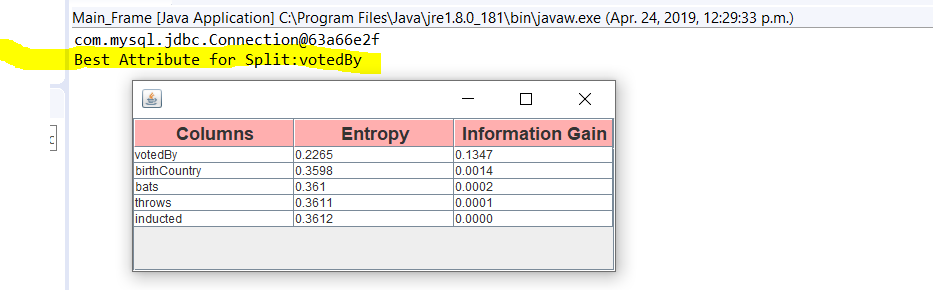 Main_Frame [Java Application] C:\Program Files\Java\jre1.8.0_181\bin\javaw.exe (Apr. 24, 2019, 12:29:33 p.m.)
com.mysql.jdbc.Connection@63a66e2f
Best Attribute for Split:votedBy
Columns Entropy Information Gain
votedBy 0.2265 0.1347
birthCountry 0.3598 0.0014
bats 0.361 0.0002
throws 0.3611 0.0001
inducted 0.3612 0.0000